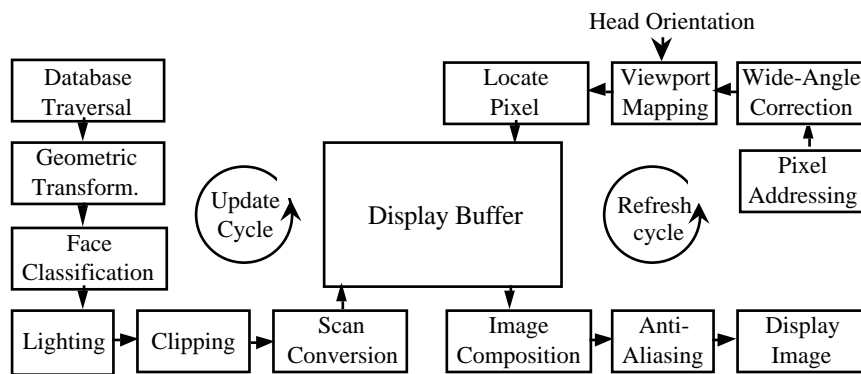 Head Orientation
Database
Traversal
Locate
Pixel
Viewport
Mapping
Wide-Angle
Correction
Geometric
Transform.
Update
Cycle
Display Buffer
Refresh
cycle
Pixel
Addressing
Face
Classification
Lighting
Clipping
Scan
Conversion
Image
Composition
Anti-
Aliasing
Display
Image